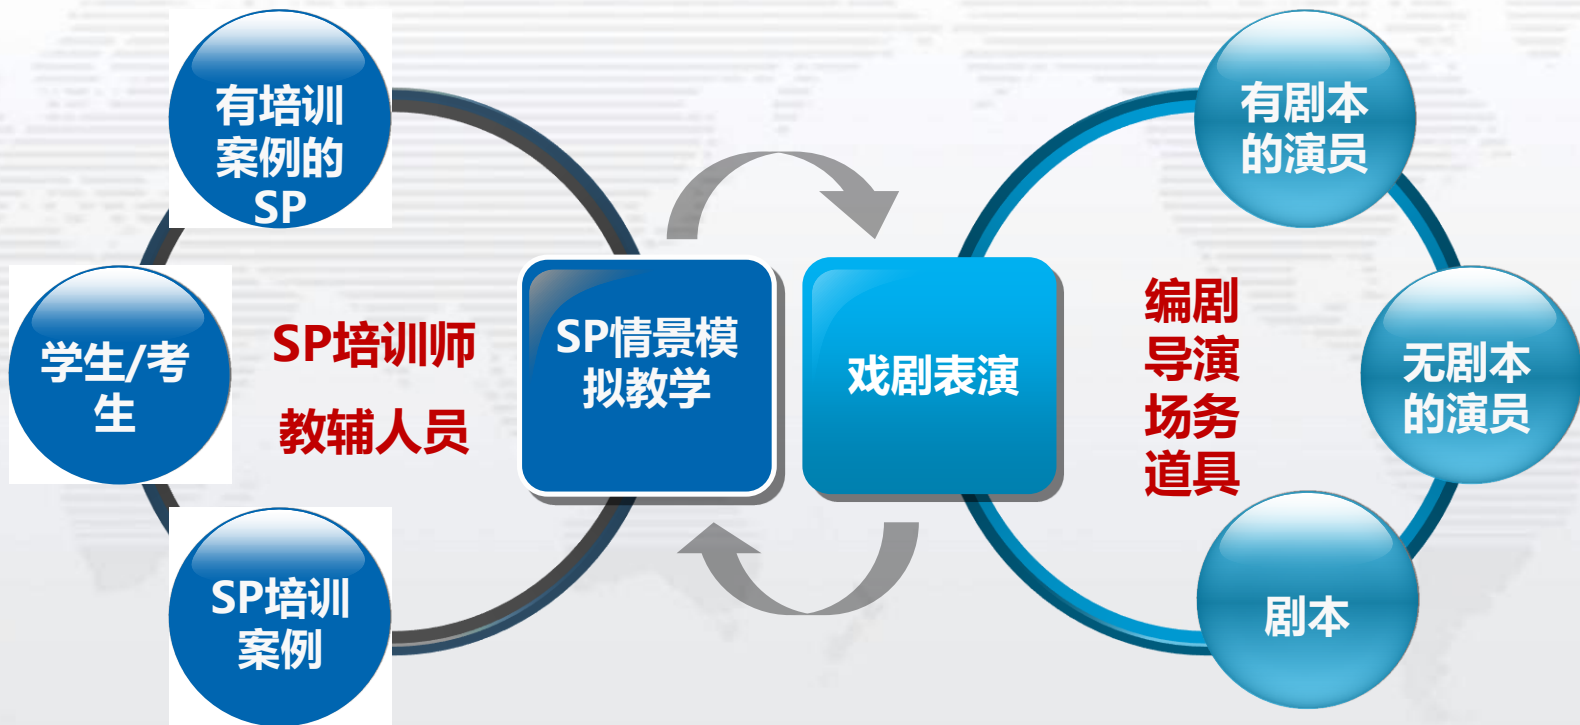 有培训
案例的
SP
学生/考
生
SP培训
案例
SP培训师
教辅人员
SP情景模
拟教学
戏剧表演
编剧
导演
场务
道具
有剧本
的演员
无剧本
的演员
剧本